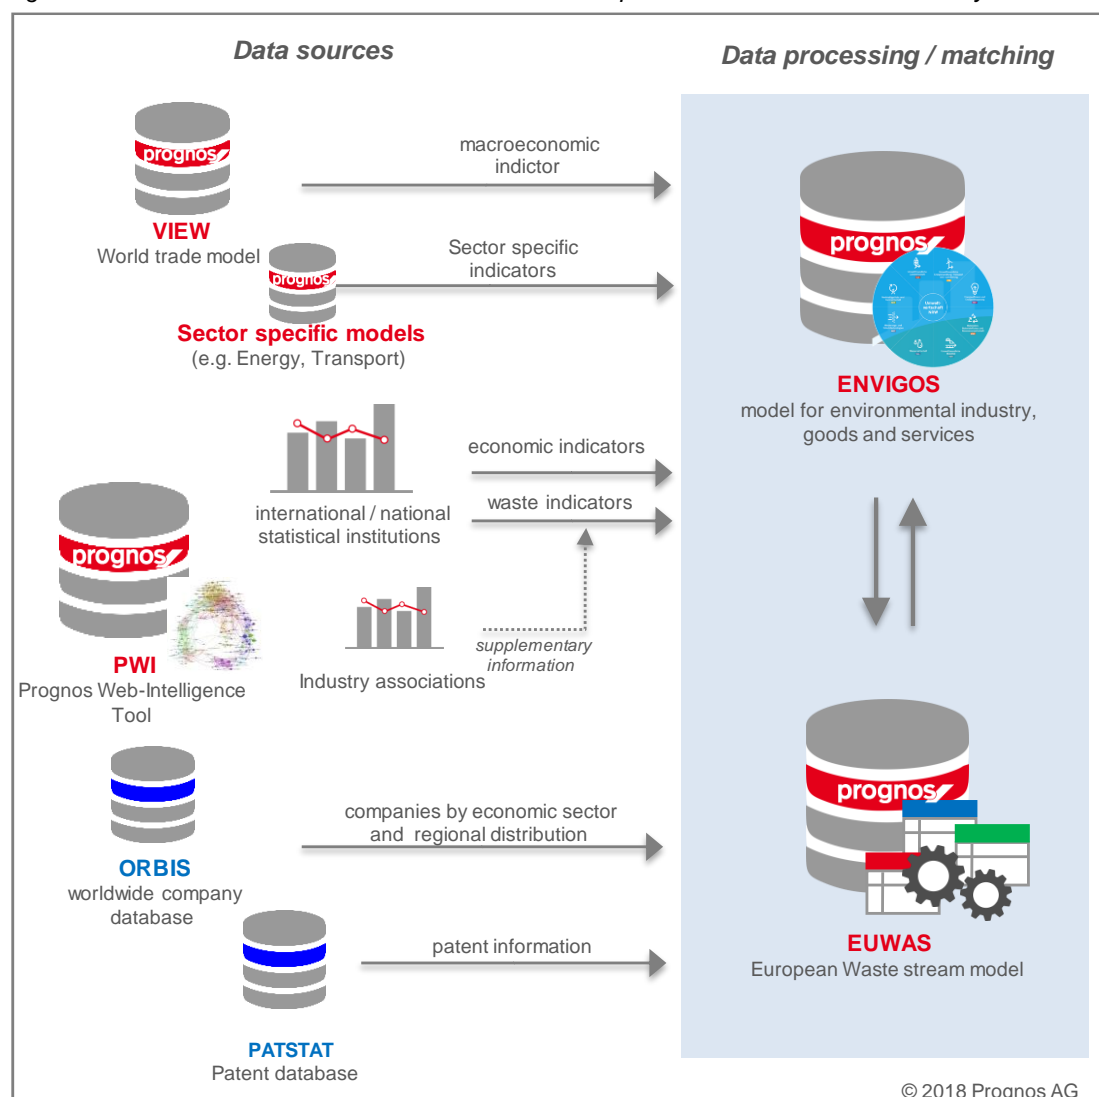 Data sources
Data processing / matching
prognos
VIEW
World trade model
macroeconomic
indictor
prognos
Sector specific models
(e.g. Energy, Transport)
Sector specific
indicators
prognos
Umwelt
wirtschaft
NRW
ENVIGOS
model for environmental industry,
goods and services
international / national
statistical institutions
economic indicators
waste indicators
prognos
PWI
Prognos Web-Intelligence
Tool
Industry associations
supplementary
information
ORBIS
worldwide company
database
companies by economic sector
and regional distribution
prognos
EUWAS
European Waste stream model
PATSTAT
Patent database
patent information
© 2018 Prognos AG